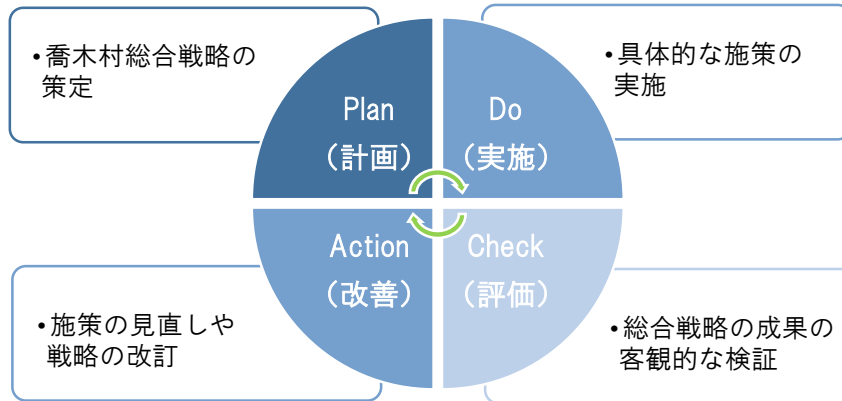 •喬木村総合戦略の
策定
•具体的な施策の
実施
Plan
（計画）
Do
（実施）
Action
（改善）
Check
（評価）
•施策の見直しや
戦略の改訂
•総合戦略の成果の
客観的な検証